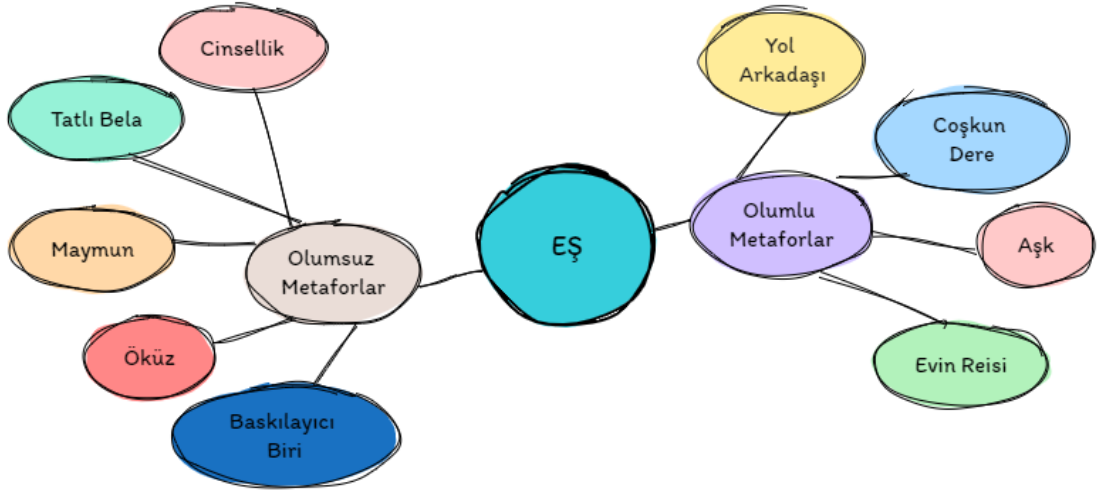 Cinsellik
Tatlı Bela
Maymun
Öküz
Baskılayıcı
Biri
Olumsuz
Metaforlar
EŞ
Olumlu
Metaforlar
Yol
Arkadaşı
Coşkun
Dere
Aşk
Evin Reisi